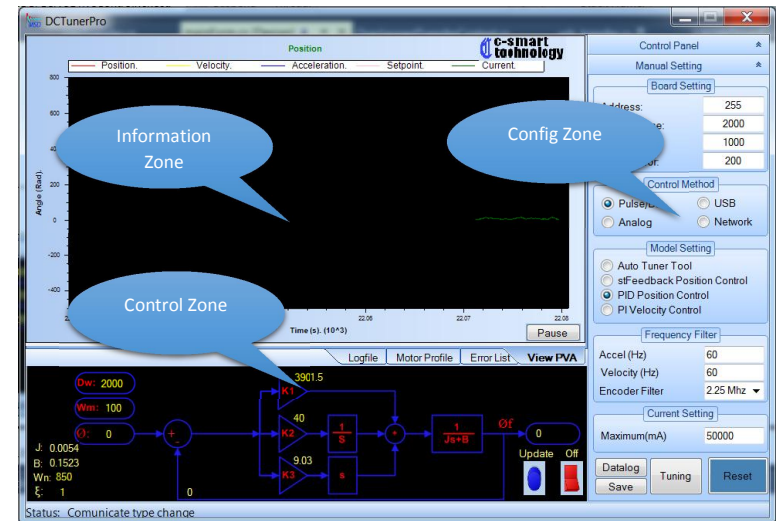 DCTunerPro
Position
c-smart
technology
Position. Velocity. Acceleration. Setpoint. Current.
800
600
Information
Zone
Angle (Rad).
200
0
-200
-400
Control Zone
22.06 22.07 22.08
Time (s). (10^3)
Pause
Logfile Motor Profile Error List View PVA
Dw: 2000
Wm: 100
Ø: 0
J: 0.0054
B: 0.1523
Wn: 850
ξ: 1
+
-
3901.5
K1
40
K2
9.03
K3
1
S
s
+
1
Js+B
Øf
0
0
Update Off
Status: Comunicate type change
Control Panel
Manual Setting
Board Setting
Address: 255
2000
1000
200
Config Zone
Control Method
USB
Analog Network
Model Setting
Auto Tuner Tool
stFeedback Position Control
PID Position Control
PI Velocity Control
Frequency Filter
Accel (Hz) 60
Velocity (Hz) 60
Encoder Filter 2.25 Mhz
Current Setting
Maximum(mA) 50000
Datalog
Save
Tuning
Reset